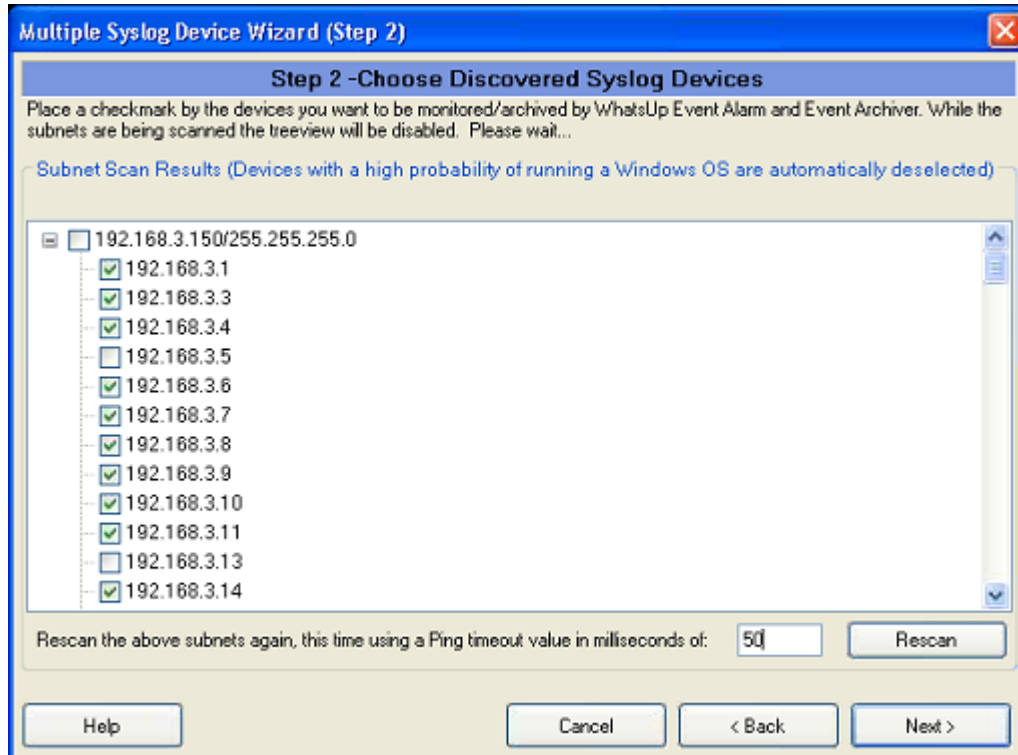 Multiple Syslog Device Wizard (Step 2)
Step 2 -Choose Discovered Syslog Devices
Place a checkmark by the devices you want to be monitored/archived by WhatsUp Event Alarm and Event Archiver. While the
subnets are being scanned the treeview will be disabled. Please wait...
Subnet Scan Results (Devices with a high probability of running a Windows OS are automatically deselected)
192.168.3.150/255.255.255.0
192.168.3.1
192.168.3.3
192.168.3.4
192.168.3.5
192.168.3.6
192.168.3.7
192.168.3.8
192.168.3.9
192.168.3.10
192.168.3.11
192.168.3.13
192.168.3.14
Rescan the above subnets again, this time using a Ping timeout value in milliseconds of: 50 Rescan
Help Cancel < Back Next >